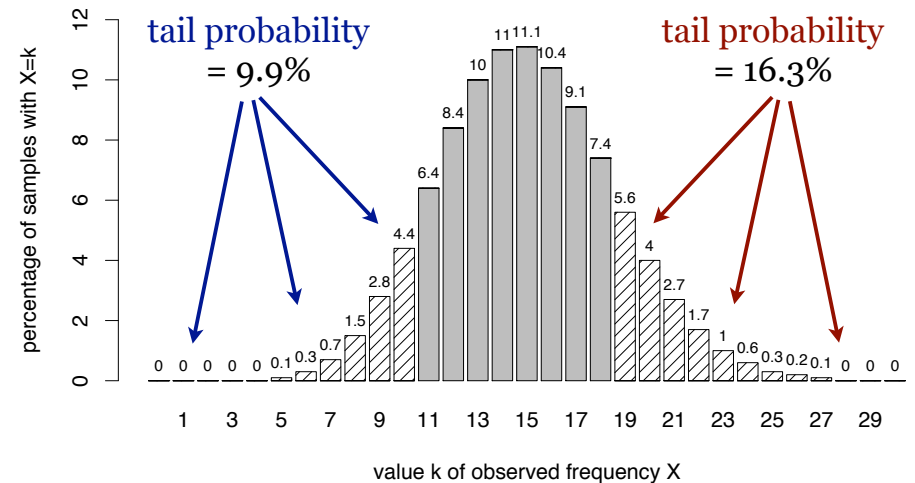 tail probability
= 9.9%
tail probability
= 16.3%
percentage of samples with X=k
12
10
8
6
4
2
0
0 0 0 0 0 0.1 0.3 0.7 1.5 2.8 4.4 6.4 8.4 10 11 11.1 10.4 9.1 7.4 5.6 4 2.7 1.7 1 0.6 0.3 0.2 0.1 0 0 0
1 3 5 7 9 11 13 15 17 19 21 23 25 27 29
value k of observed frequency X